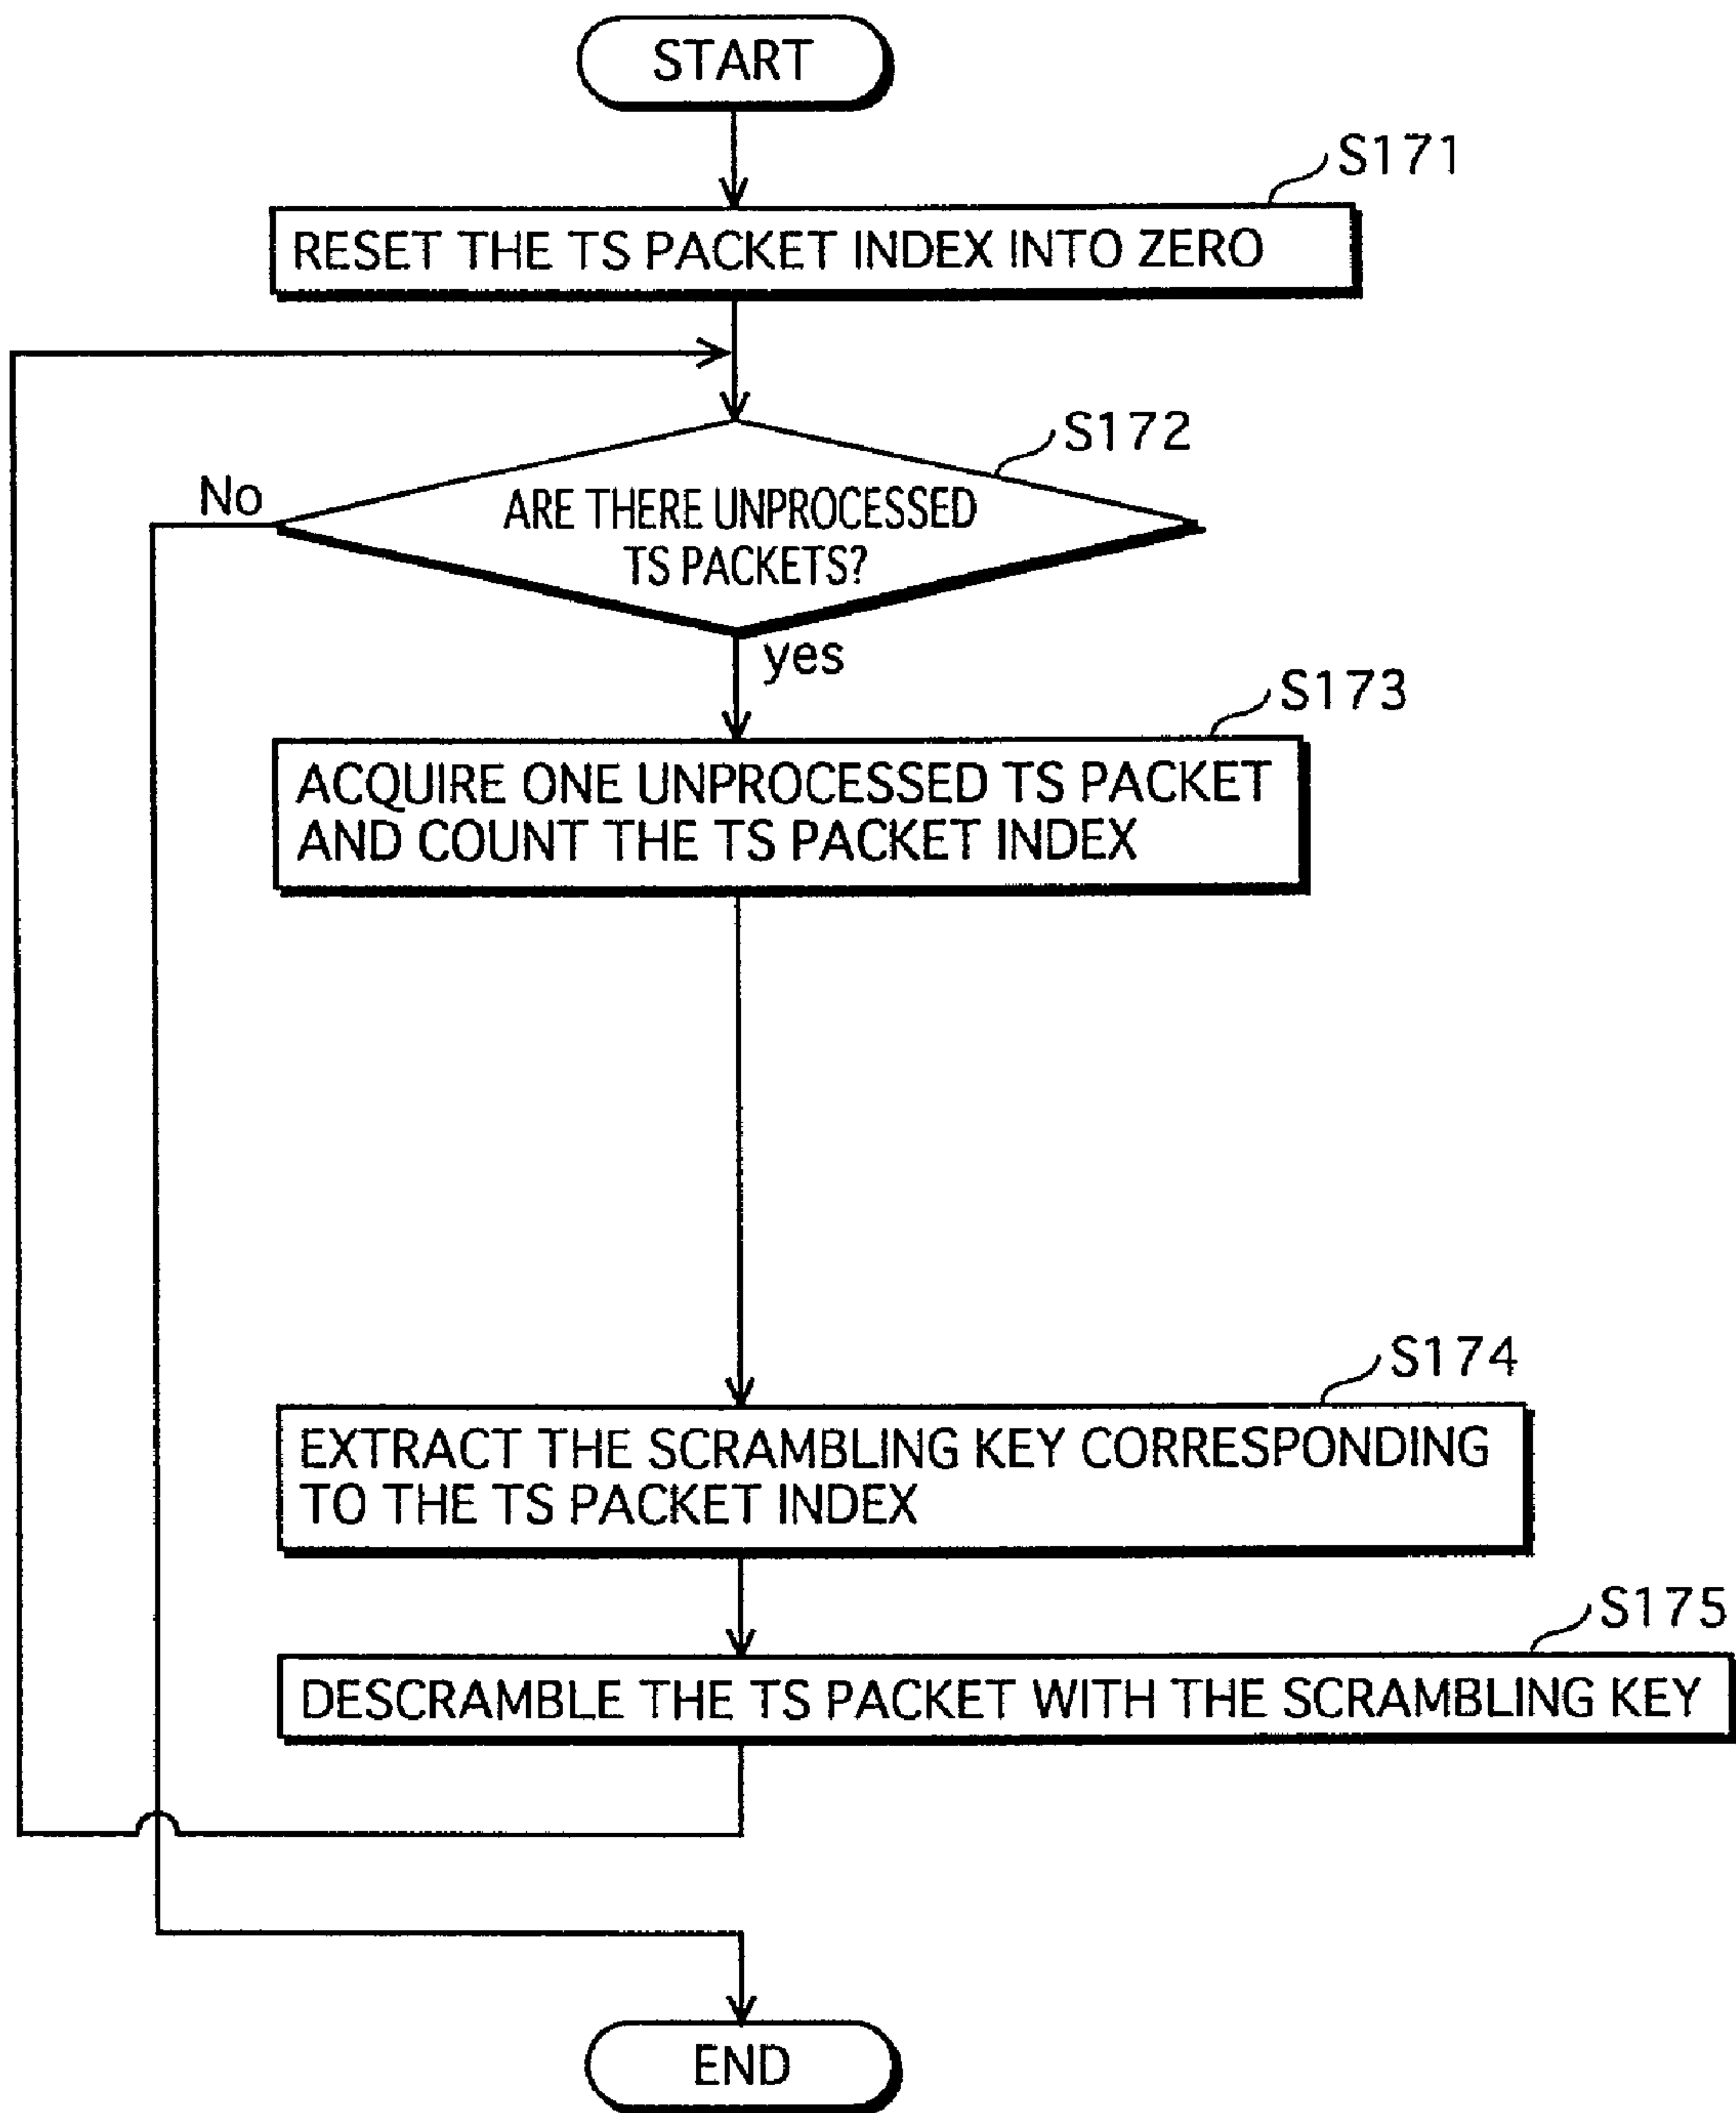 START
S171
RESET THE TS PACKET INDEX INTO ZERO
S172
No
ARE THERE UNPROCESSED
TS PACKETS?
yes
S173
ACQUIRE ONE UNPROCESSED TS PACKET
AND COUNT THE TS PACKET INDEX
S174
EXTRACT THE SCRAMBLING KEY CORRESPONDING
TO THE TS PACKET INDEX
S175
DESCRAMBLE THE TS PACKET WITH THE SCRAMBLING KEY
END